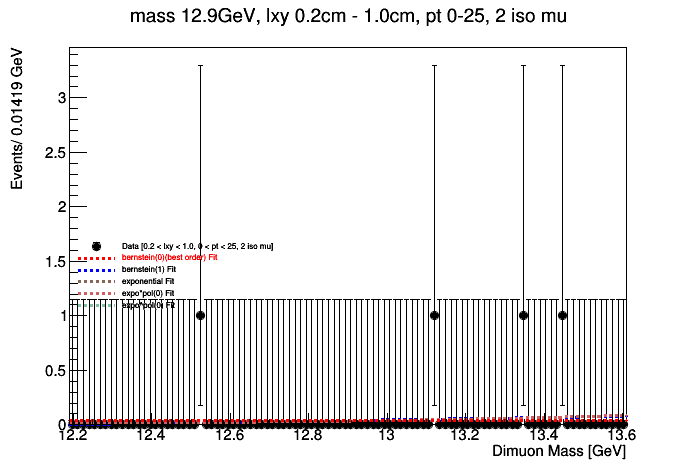 mass 12.9GeV, lxy 0.2cm - 1.0cm, pt 0-25, 2 iso mu
Events/ 0.01419 GeV
3
2.5
2
1.5
1
0.5
0
Data [0.2 < lxy < 1.0, 0 < pt < 25, 2 iso mu]
bernstein(0)(best order) Fit
bernstein(1) Fit
exponential Fit
expo*pol(0) Fit
expo*pol(0) Fit
12.2 12.4 12.6 12.8 13 13.2 13.4 13.6
Dimuon Mass [GeV]